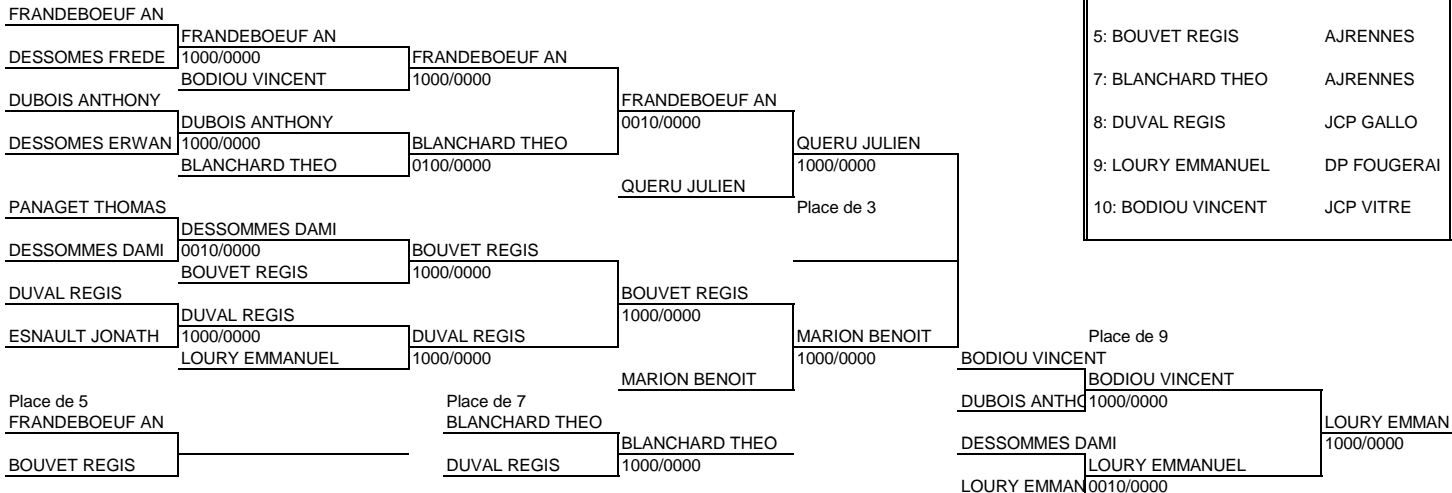 FRANDEBOEUF AN
FRANDEBOEUF AN
5: BOUVET REGIS AJRENNES
DESSOMES FREDE 1000/0000 FRANDEBOEUF AN
BODIOU VINCENT 1000/0000
7: BLANCHARD THEO AJRENNES
DUBOIS ANTHONY FRANDEBOEUF AN
DUBOIS ANTHONY 0010/0000
8: DUVAL REGIS JCP GALLO
DESSOMES ERWAN 1000/0000 BLANCHARD THEO QUERU JULIEN
BLANCHARD THEO 0100/0000 1000/0000
9: LOURY EMMANUEL DP FOUGERAI
QUERU JULIEN
PANAGET THOMAS Place de 3
10: BODIOU VINCENT JCP VITRE
DESSOMMES DAMI
DESSOMMES DAMI 0010/0000 BOUVET REGIS
BOUVET REGIS 1000/0000
DUVAL REGIS BOUVET REGIS
DUVAL REGIS 1000/0000
ESNAULT JONATH 1000/0000 DUVAL REGIS MARION BENOIT Place de 9
LOURY EMMANUEL 1000/0000 1000/0000 BODIOU VINCENT
MARION BENOIT BODIOU VINCENT
Place de 5 Place de 7 DUBOIS ANTHO 1000/0000
FRANDEBOEUF AN BLANCHARD THEO LOURY EMMAN
BLANCHARD THEO DESSOMMES DAMI 1000/0000
BOUVET REGIS DUVAL REGIS 1000/0000 LOURY EMMANUEL
LOURY EMMAN 0010/0000